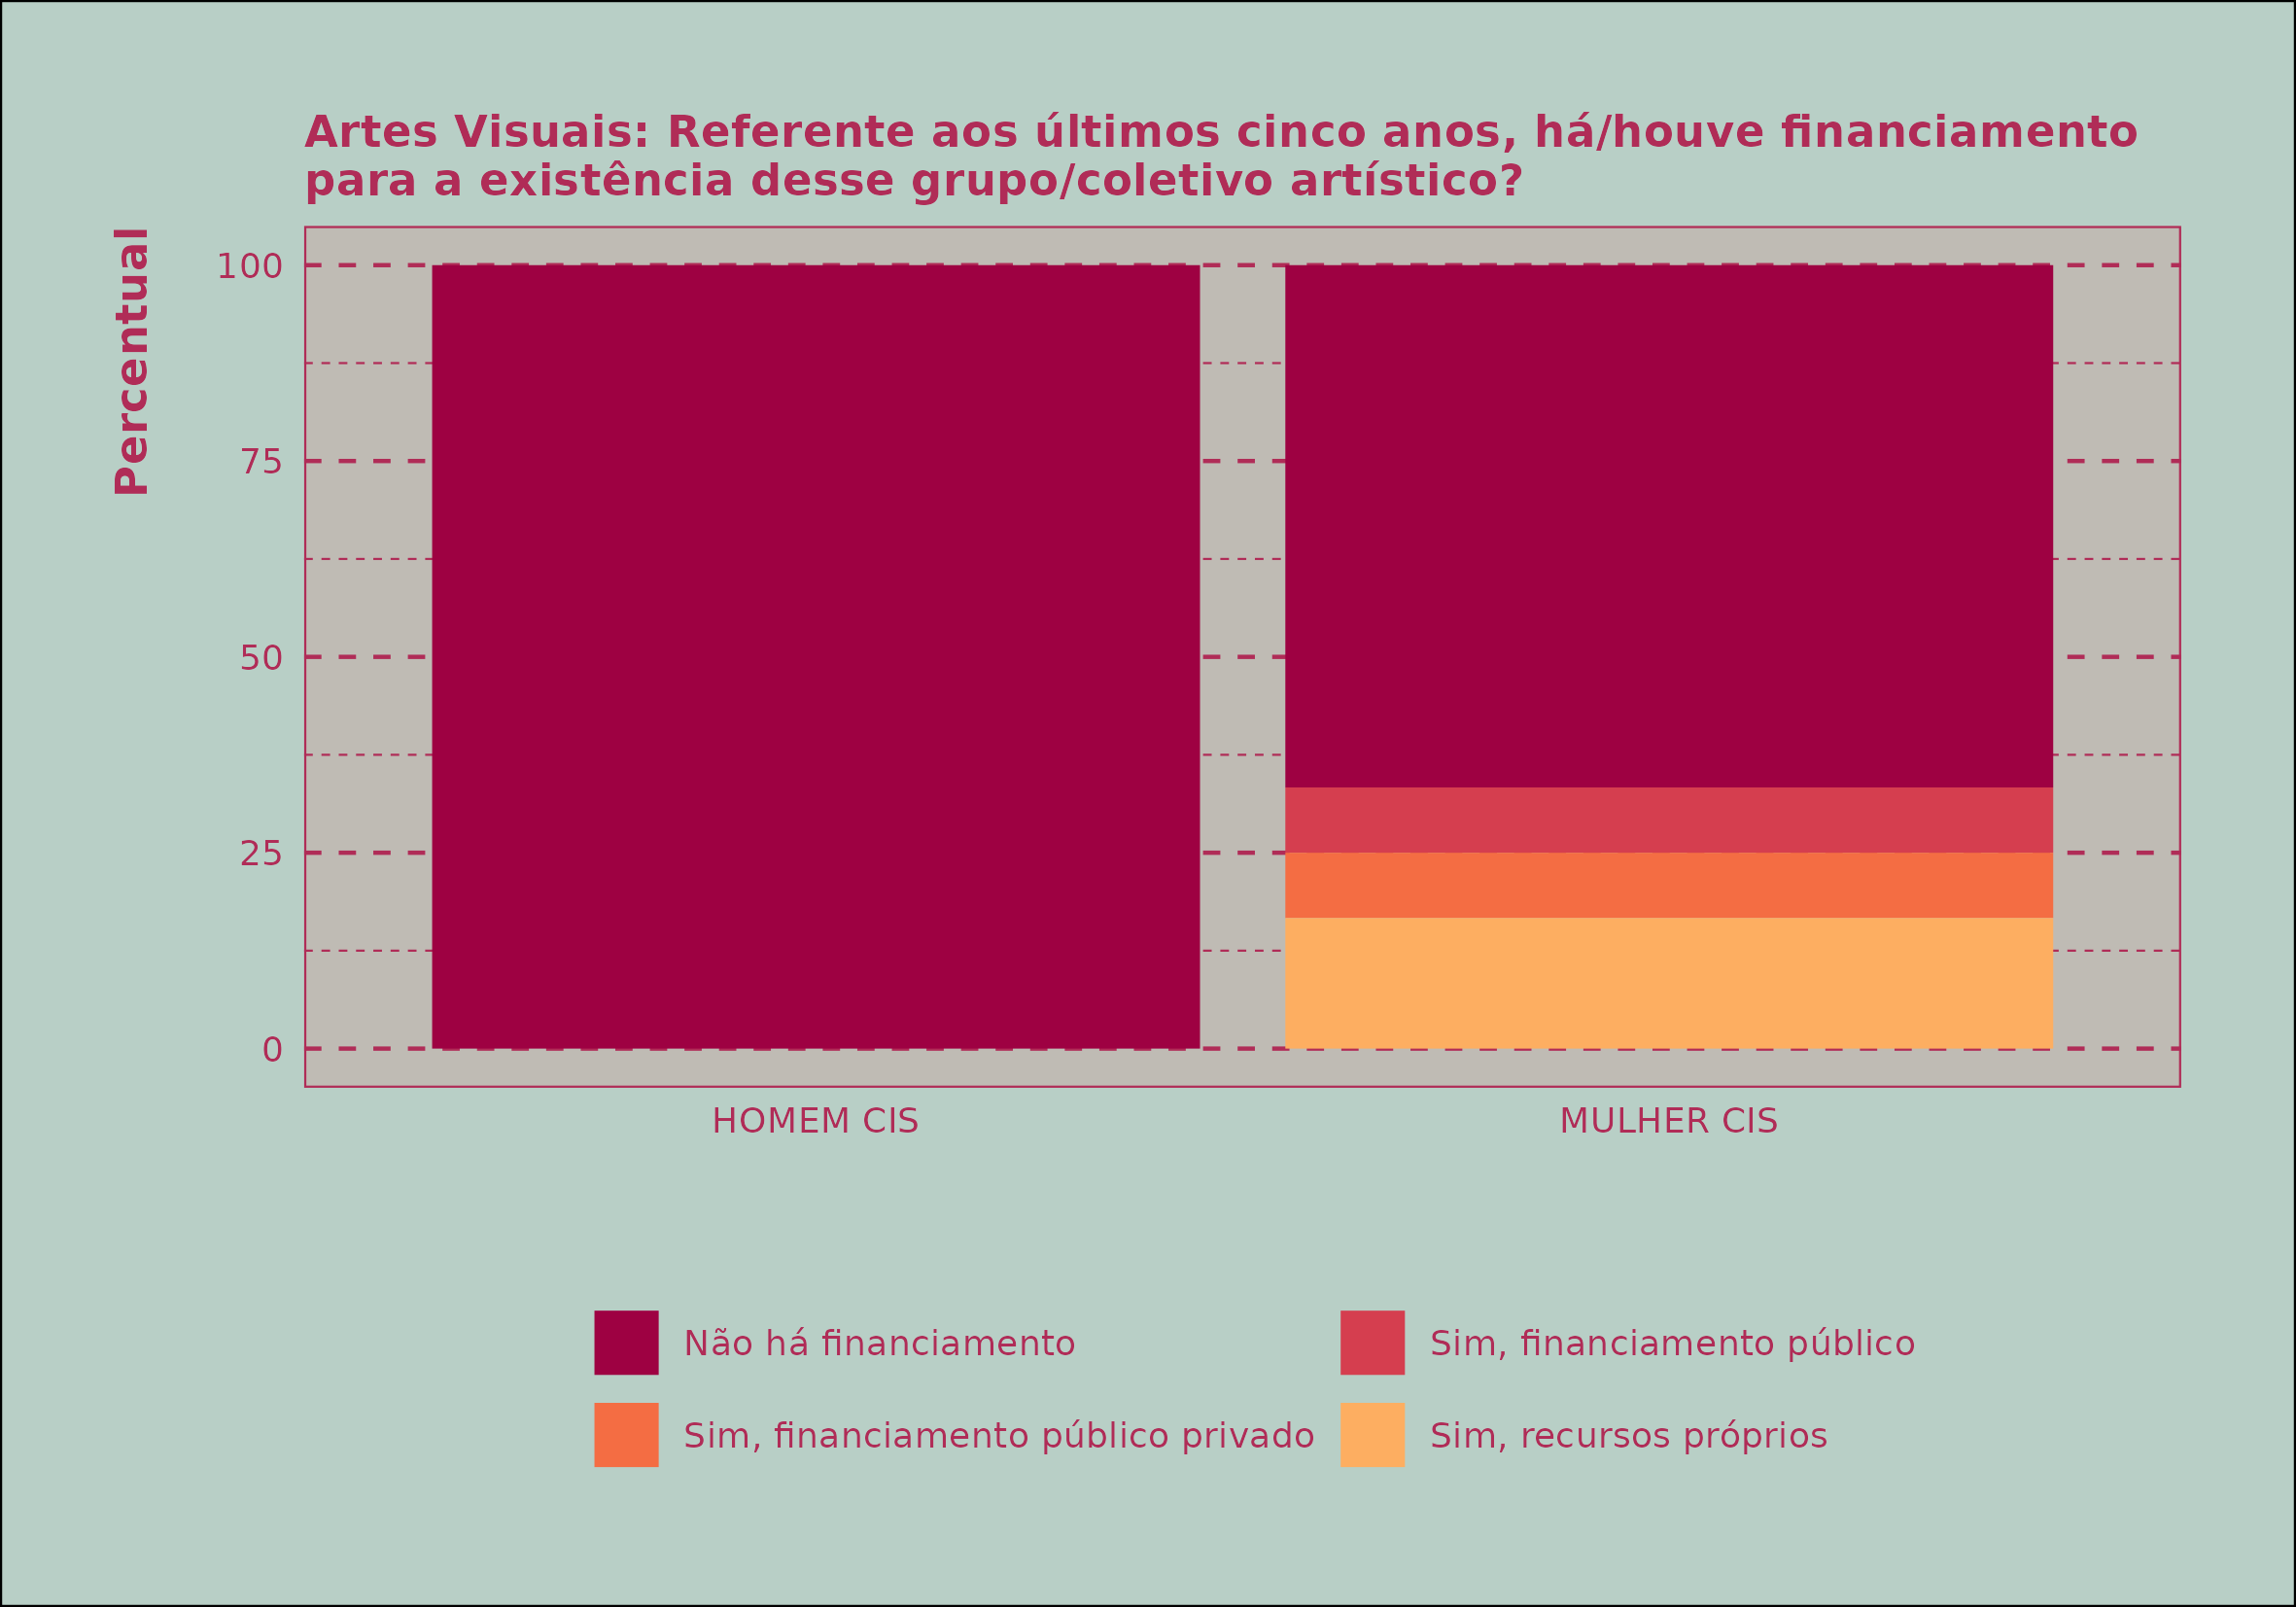 Artes Visuais: Referente aos últimos cinco anos, há/houve financiamento
para a existência desse grupo/coletivo artístico?
Percentual
100
75
50
25
0
HOMEM CIS
MULHER CIS
Não há financiamento
Sim, financiamento público
Sim, financiamento público privado
Sim, recursos próprios